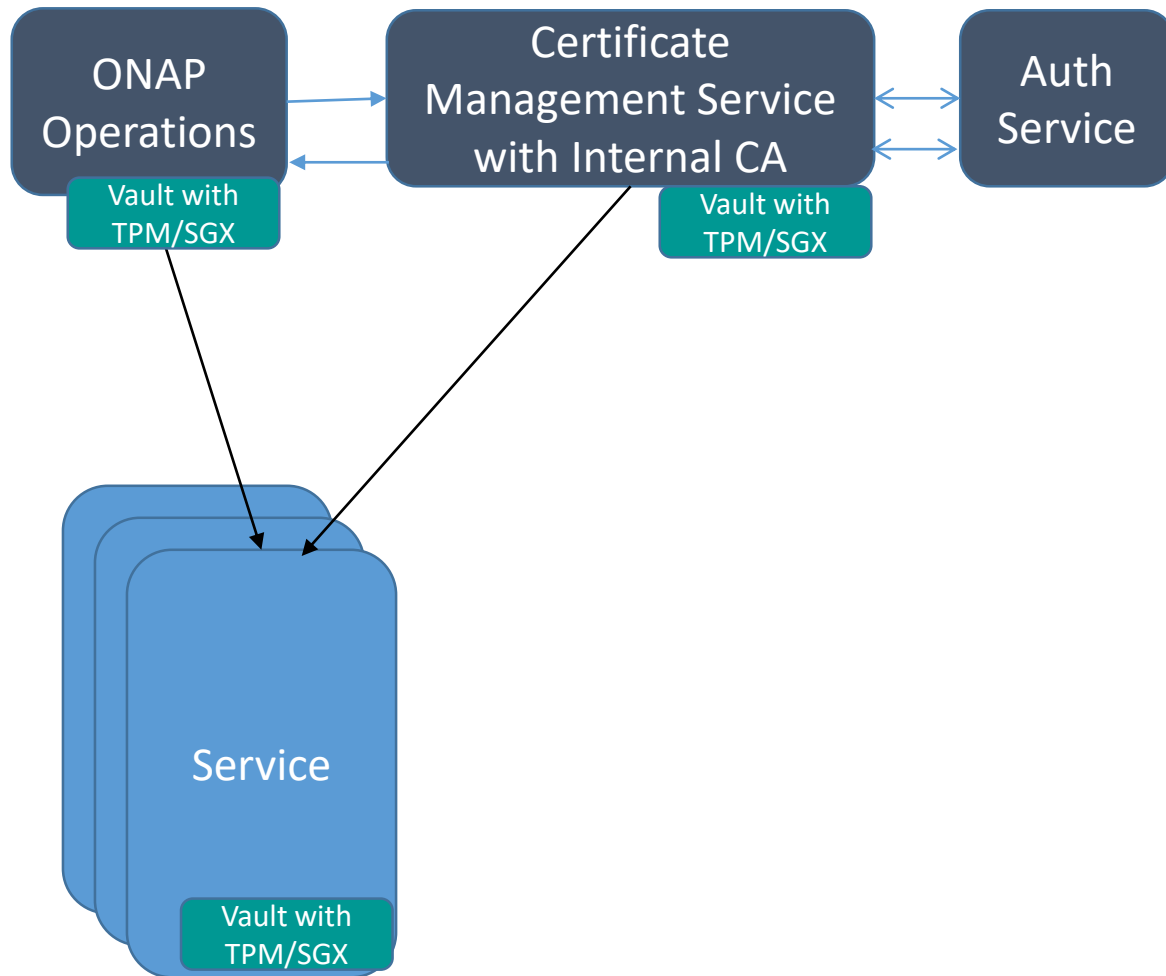 ONAP
Operations
Certificate
Management Service
with Internal CA
Auth
Service
Vault with
TPM/SGX
Vault with
TPM/SGX
Service
Vault with
TPM/SGX